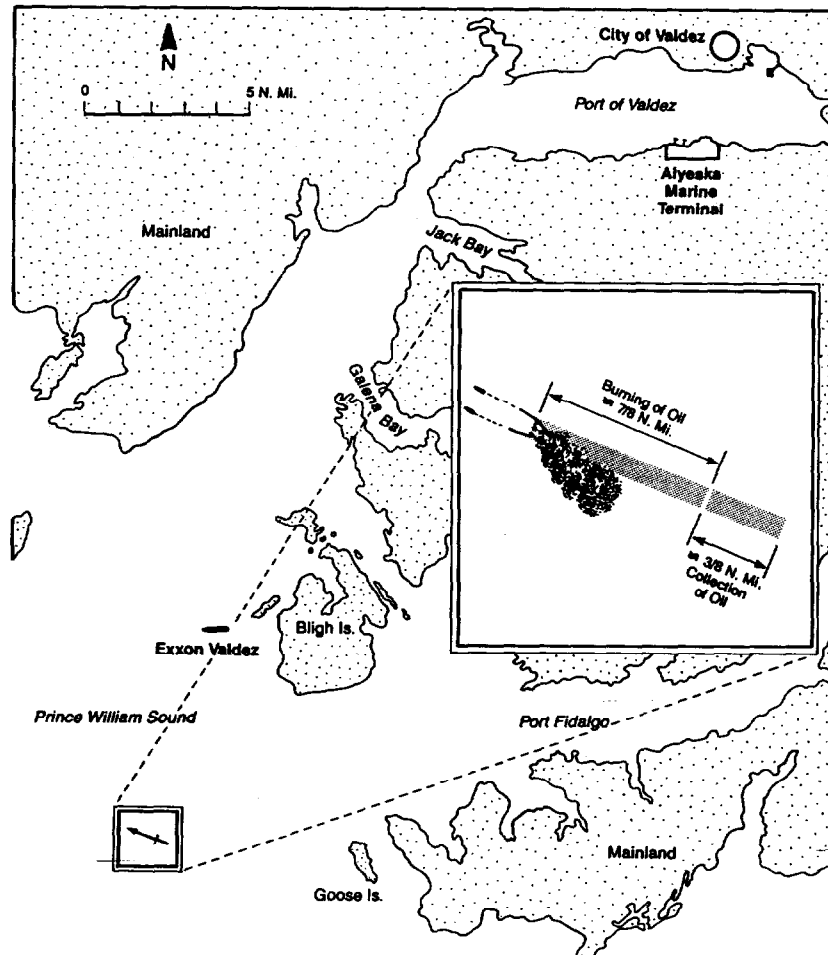 City of Valdez
N
0
5 N. Mi.
Port of Valdez
Alyeska
Marine
Terminal
Mainland
Jack Bay
Galena Bay
Burning of Oil
≈ 7/8 N. Mi.
≈ 3/8 N. Mi.
Collection
of Oil
Bligh Is.
Exxon Valdez
Prince William Sound
Port Fidalgo
Mainland
Goose Is.